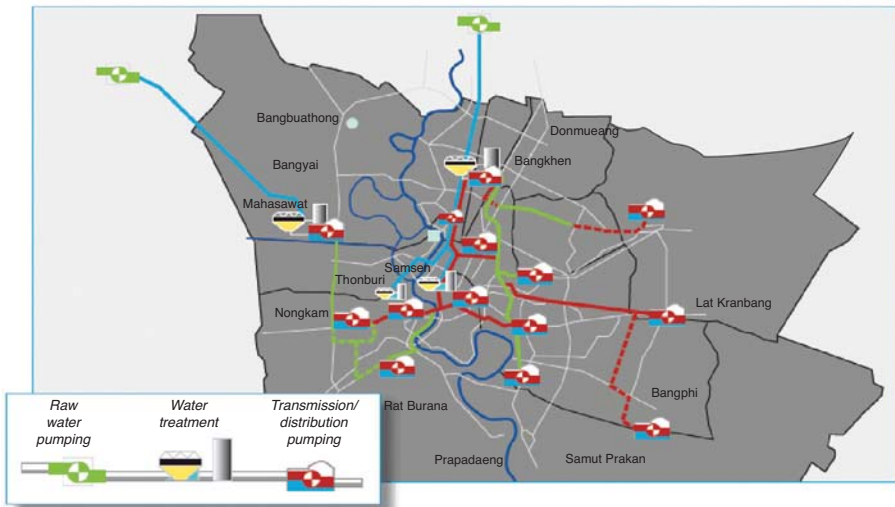 Bangbuathong
Donmueang
Bangyai
Bangkhen
Mahasawat
Samsen
Thonburi
Nongkam
Lat Kranbang
Bangphi
Rat Burana
Prapadaeng
Samut Prakan
Raw
water
pumping
Water
treatment
Transmission/
distribution
pumping